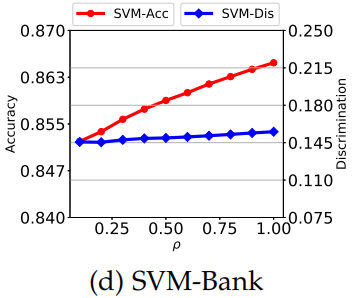 SVM-Acc SVM-Dis
0.870 0.250
0.863 0.215
0.855 0.180
0.847 0.145
0.840 0.110
0.075
Accuracy
Discrimination
0.25 0.50 0.75 1.00
ρ
(d) SVM-Bank